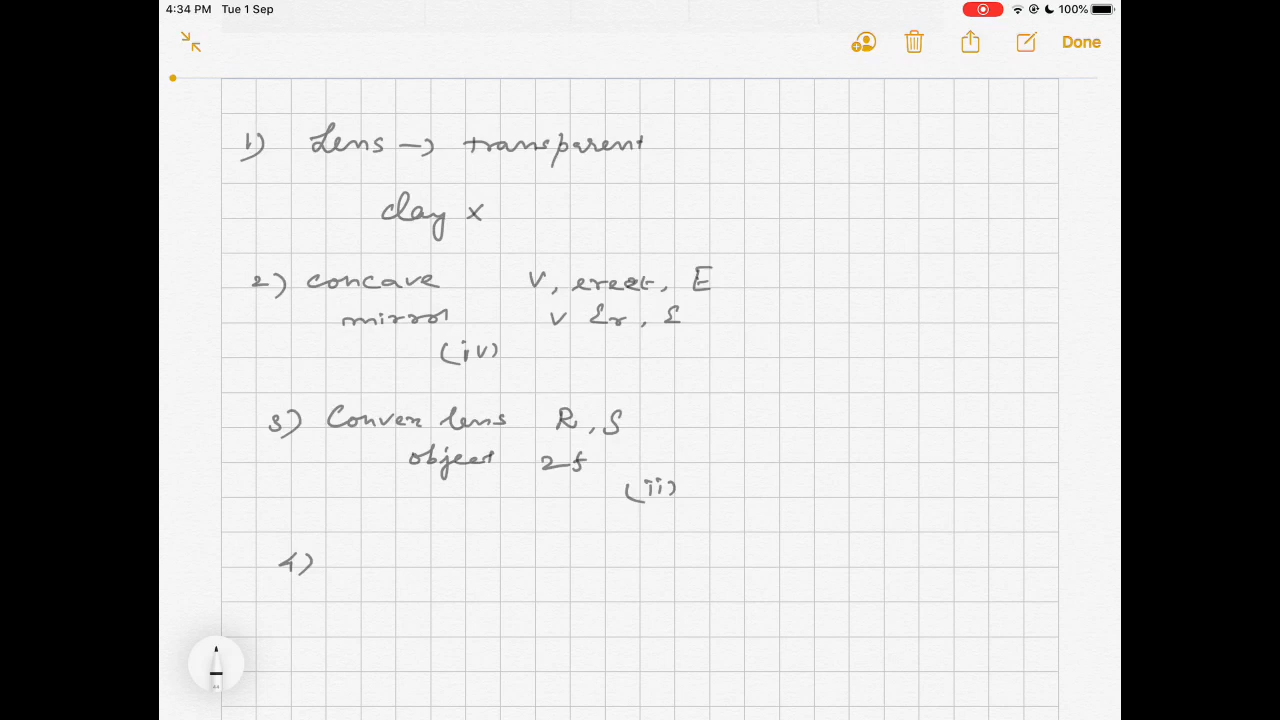 4:34 PM Tue 1 Sep 100%
Done
1) Lens → transparent
clay x
2) concave V, erect, E
mirror V Er, E
(iv)
3) Convex lens R, S
object 2f
(ii)
4)